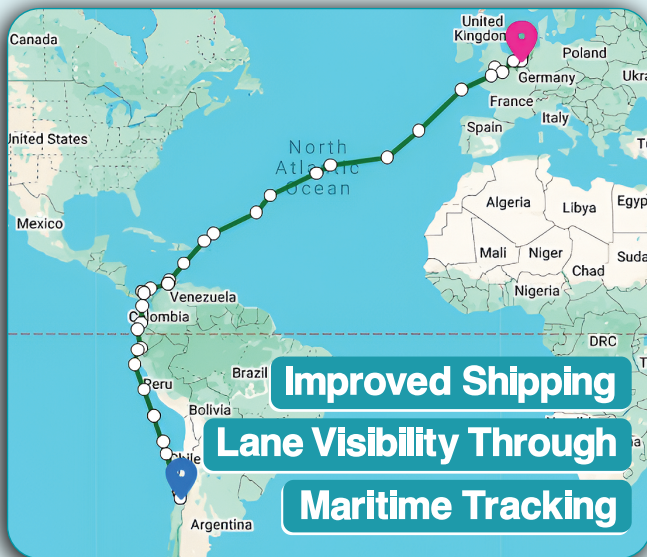 United
Kingdom
Canada
Poland
Germany
Ukra
France
Italy
United States
Spain
North
Atlantic
Ocean
Algeria
Libya
Egyp
Mexico
Mali
Niger
Chad
Suda
Nigeria
Venezuela
Colombia
DRC
Peru
Brazil
Bolivia
Chile
Argentina
Improved Shipping
Lane Visibility Through
Maritime Tracking